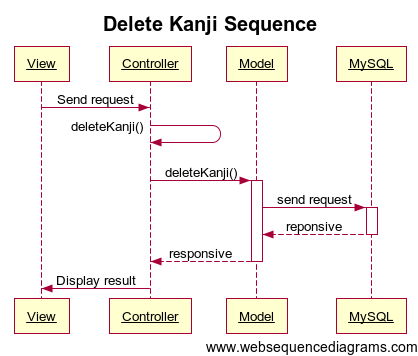 Delete Kanji Sequence
View Controller Model MySQL
Send request
deleteKanji()
deleteKanji()
send request
reponsive
responsive
Display result
View Controller Model MySQL
www.websequencediagrams.com